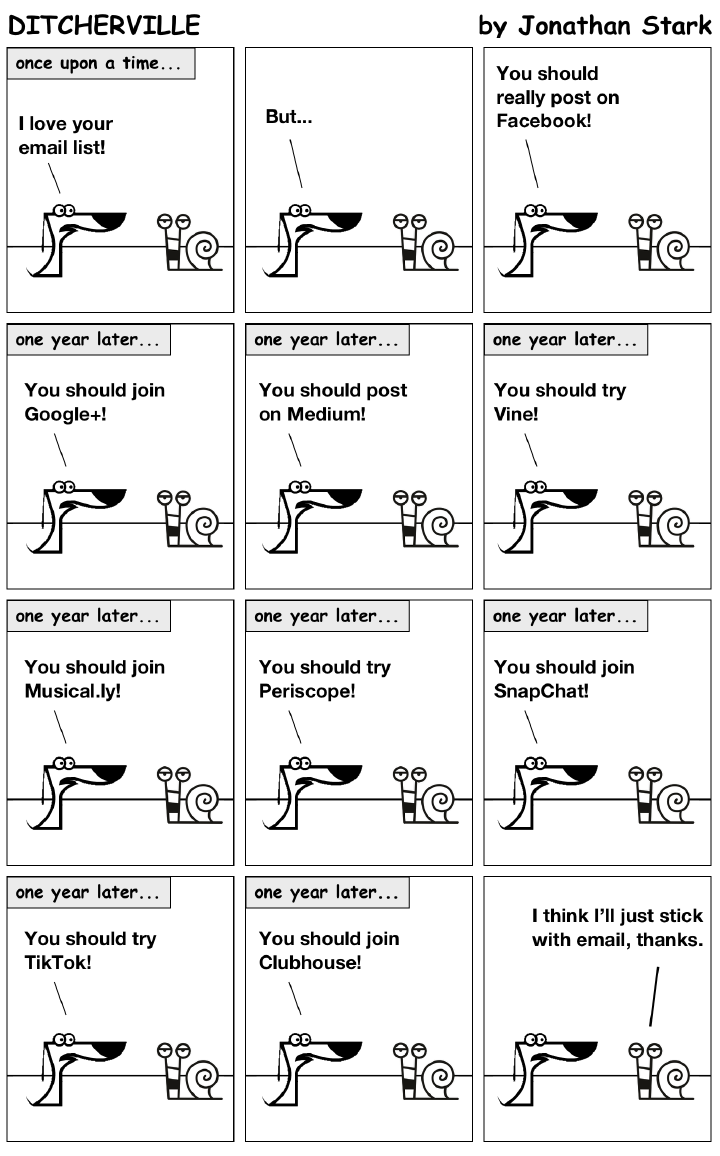 DITCHERVILLE
by Jonathan Stark
once upon a time...
I love your
email list!
But...
You should
really post on
Facebook!
one year later...
You should join
Google+!
one year later...
You should post
on Medium!
one year later...
You should try
Vine!
one year later...
You should join
Musical.ly!
one year later...
You should try
Periscope!
one year later...
You should join
SnapChat!
one year later...
You should try
TikTok!
one year later...
You should join
Clubhouse!
I think I'll just stick
with email, thanks.